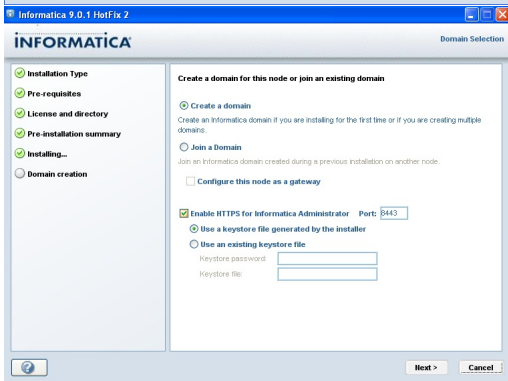 Informatica 9.0.1 HotFix 2
INFORMATICA
Domain Selection
Installation Type
Pre-requisites
License and directory
Pre-installation summary
Installing...
Domain creation
Create a domain for this node or join an existing domain
Create a domain
Create an Informatica domain if you are installing for the first time or if you are creating multiple
domains.
Join a Domain
Join an Informatica domain created during a previous installation on another node.
Configure this node as a gateway
Enable HTTPS for Informatica Administrator Port: 8443
Use a keystore file generated by the installer
Use an existing keystore file
Keystore password:
Keystore file:
?
Next >
Cancel